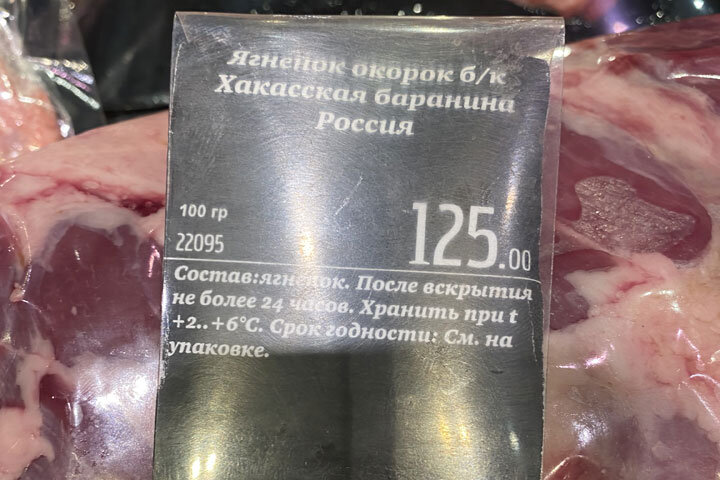 Ягненок окорок б/к
Хакасская баранина
Россия
100 гр
22095
125.00
Состав:ягненок. После вскрытия
не более 24 часов. Хранить при t
+2..+6°C. Срок годности: См. на
упаковке.